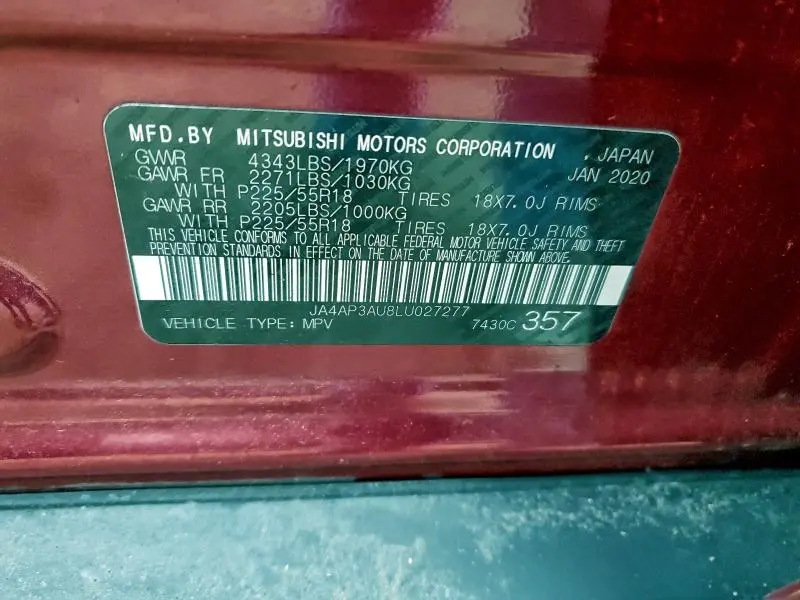 MFD.BY MITSUBISHI MOTORS CORPORATION , JAPAN
GVWR 4343LBS/1970KG JAN 2020
GAWR FR 2271LBS/1030KG
WITH P225/55R18 TIRES 18X7.0J RIMS
GAWR RR 2205LBS/1000KG
WITH P225/55R18 TIRES 18X7.0J RIMS
THIS VEHICLE CONFORMS TO ALL APPLICABLE FEDERAL MOTOR VEHICLE SAFETY AND THEFT
PREVENTION STANDARDS IN EFFECT ON THE DATE OF MANUFACTURE SHOWN ABOVE.
JA4AP3AU8LU027277
VEHICLE TYPE: MPV 7430C 357